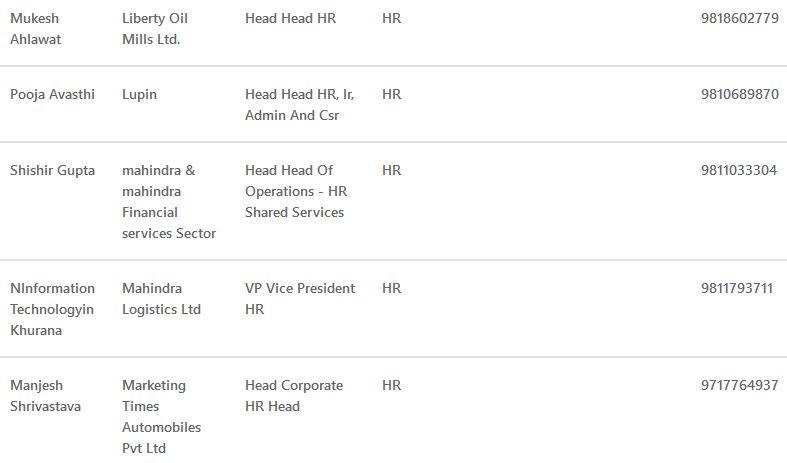 Mukesh Ahlawat Liberty Oil Mills Ltd. Head Head HR HR 9818602779
Pooja Avasthi Lupin Head Head HR, Ir, Admin And Csr HR 9810689870
Shishir Gupta mahindra & mahindra Financial services Sector Head Head Of Operations - HR Shared Services HR 9811033304
NInformation Technologyin Khurana Mahindra Logistics Ltd VP Vice President HR HR 9811793711
Manjesh Shrivastava Marketing Times Automobiles Pvt Ltd Head Corporate HR Head HR 9717764937